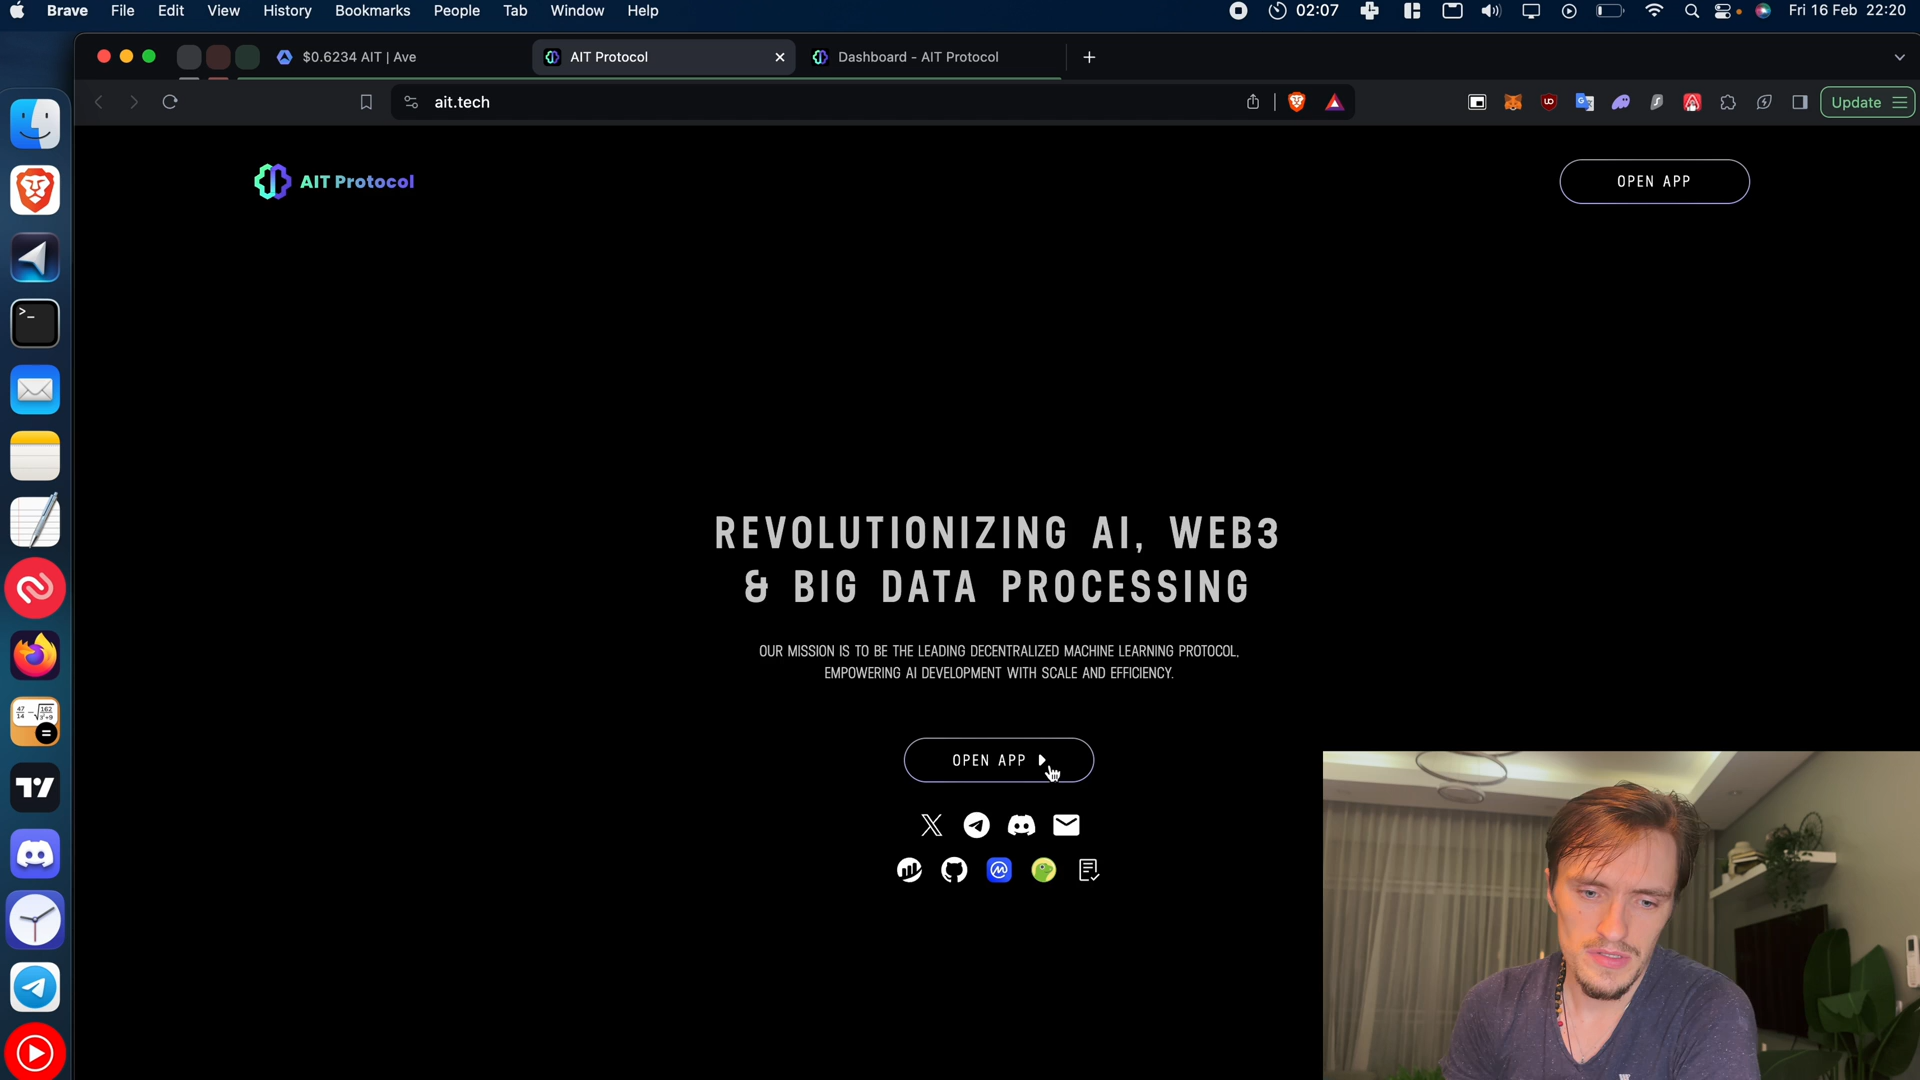 Brave File Edit View History Bookmarks People Tab Window Help 02:07 Fri 16 Feb 22:20
$0.6234 AIT | Ave AIT Protocol Dashboard - AIT Protocol
ait.tech Update
AIT Protocol
OPEN APP
REVOLUTIONIZING AI, WEB3
& BIG DATA PROCESSING
OUR MISSION IS TO BE THE LEADING DECENTRALIZED MACHINE LEARNING PROTOCOL,
EMPOWERING AI DEVELOPMENT WITH SCALE AND EFFICIENCY.
OPEN APP